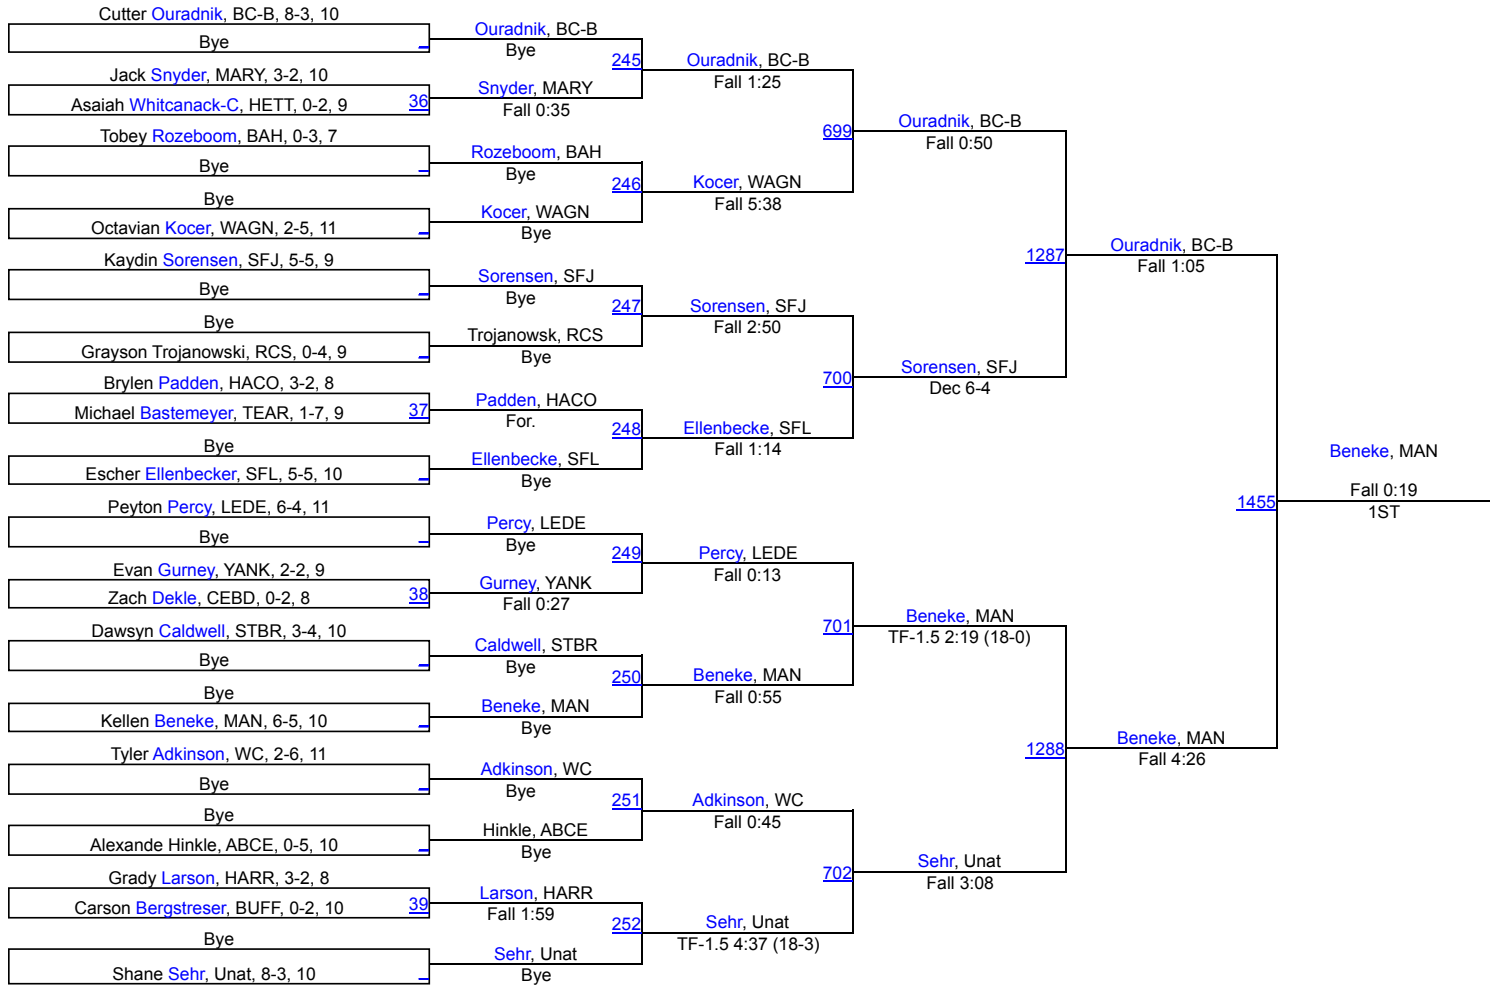 Cutter Ouradnik, BC-B, 8-3, 10
Bye
Jack Snyder, MARY, 3-2, 10
Asaiah Whitcanack-C, HETT, 0-2, 9
36
Tobey Rozeboom, BAH, 0-3, 7
Bye
Bye
Octavian Kocer, WAGN, 2-5, 11
Kaydin Sorensen, SFJ, 5-5, 9
Bye
Bye
Grayson Trojanowski, RCS, 0-4, 9
Brylen Padden, HACO, 3-2, 8
Michael Bastemeyer, TEAR, 1-7, 9
37
Bye
Escher Ellenbecker, SFL, 5-5, 10
Peyton Percy, LEDE, 6-4, 11
Bye
Evan Gurney, YANK, 2-2, 9
Zach Dekle, CEBD, 0-2, 8
38
Dawsyn Caldwell, STBR, 3-4, 10
Bye
Bye
Kellen Beneke, MAN, 6-5, 10
Tyler Adkinson, WC, 2-6, 11
Bye
Bye
Alexande Hinkle, ABCE, 0-5, 10
Grady Larson, HARR, 3-2, 8
Carson Bergstreser, BUFF, 0-2, 10
39
Bye
Shane Sehr, Unat, 8-3, 10
Ouradnik, BC-B
Bye
245
Snyder, MARY
Fall 0:35
Rozeboom, BAH
Bye
246
Kocer, WAGN
Bye
Sorensen, SFJ
Bye
247
Trojanowsk, RCS
Bye
Padden, HACO
For.
248
Ellenbecke, SFL
Bye
Percy, LEDE
Bye
249
Gurney, YANK
Fall 0:27
Caldwell, STBR
Bye
250
Beneke, MAN
Bye
Adkinson, WC
Bye
251
Hinkle, ABCE
Bye
Larson, HARR
Fall 1:59
252
Sehr, Unat
Bye
Ouradnik, BC-B
Fall 1:25
699
Kocer, WAGN
Fall 5:38
Sorensen, SFJ
Fall 2:50
700
Ellenbecke, SFL
Fall 1:14
Percy, LEDE
Fall 0:13
701
Beneke, MAN
Fall 0:55
Adkinson, WC
Fall 0:45
702
Sehr, Unat
TF-1.5 4:37 (18-3)
Ouradnik, BC-B
Fall 0:50
1287
Sorensen, SFJ
Dec 6-4
Beneke, MAN
TF-1.5 2:19 (18-0)
1288
Sehr, Unat
Fall 3:08
Ouradnik, BC-B
Fall 1:05
1455
Beneke, MAN
Fall 4:26
Beneke, MAN
Fall 0:19
1ST